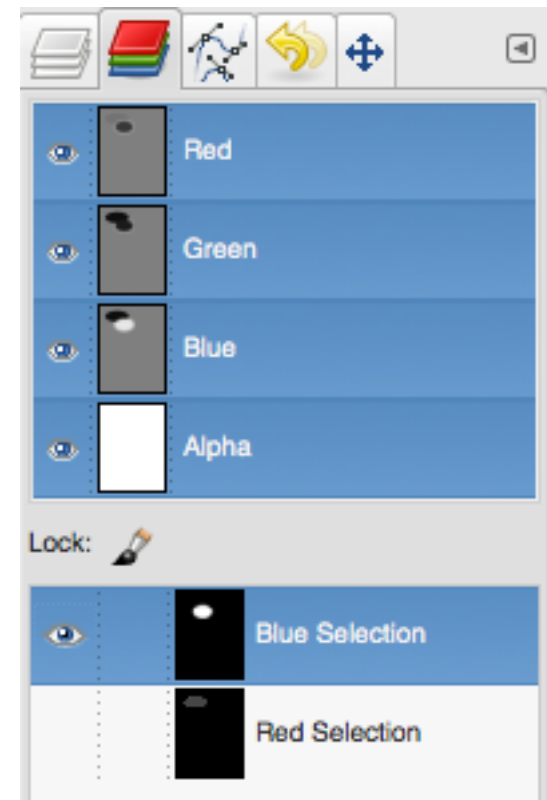 Red
Green
Blue
Alpha
Lock:
Blue Selection
Red Selection